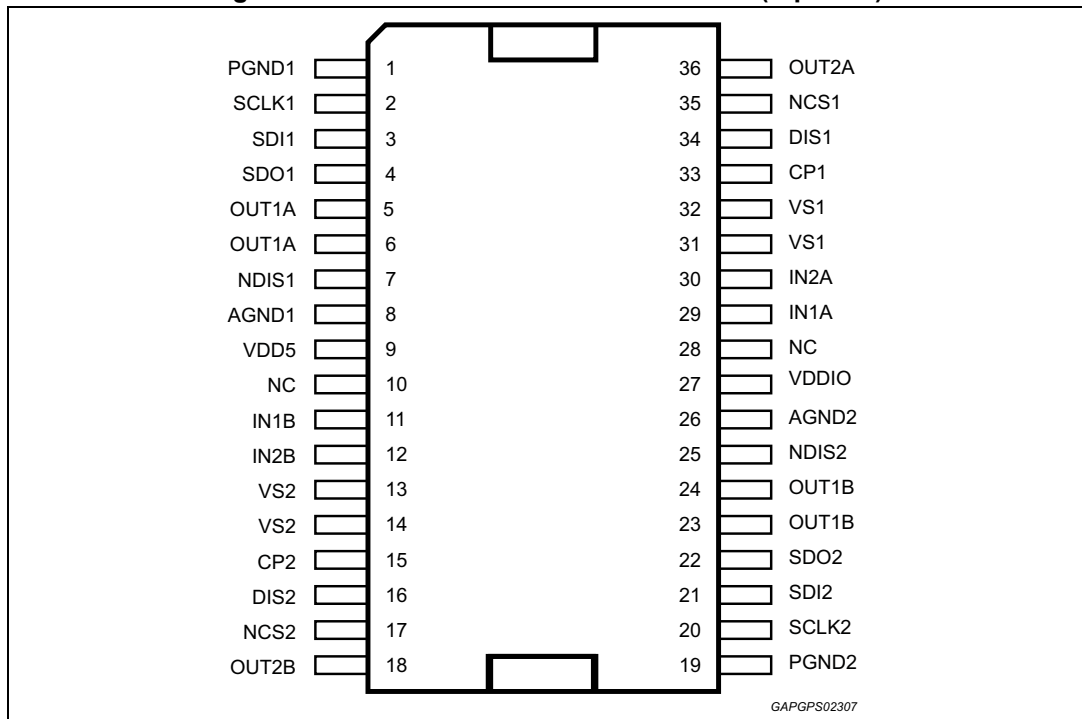 PGND1 1 36 OUT2A
SCLK1 2 35 NCS1
SDI1 3 34 DIS1
SDO1 4 33 CP1
OUT1A 5 32 VS1
OUT1A 6 31 VS1
NDIS1 7 30 IN2A
AGND1 8 29 IN1A
VDD5 9 28 NC
NC 10 27 VDDIO
IN1B 11 26 AGND2
IN2B 12 25 NDIS2
VS2 13 24 OUT1B
VS2 14 23 OUT1B
CP2 15 22 SDO2
DIS2 16 21 SDI2
NCS2 17 20 SCLK2
OUT2B 18 19 PGND2
GAPGPS02307